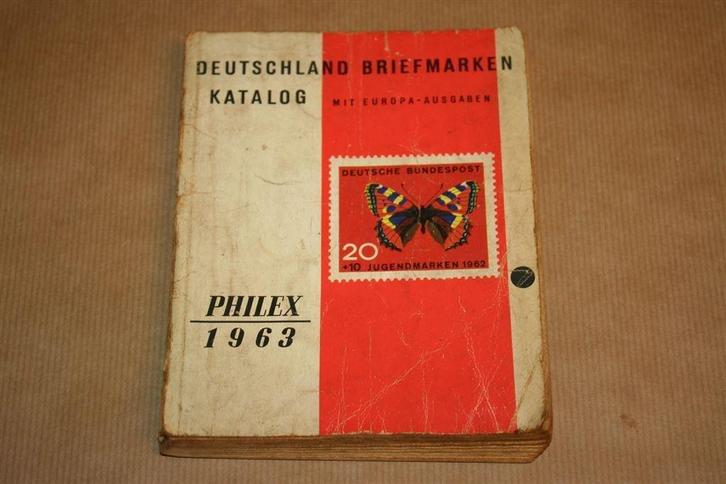 DEUTSCHLAND BRIEFMARKEN
KATALOG MIT EUROPA-AUSGABEN
DEUTSCHE BUNDESPOST
20
+10 JUGENDMARKEN 1962
PHILEX
1963